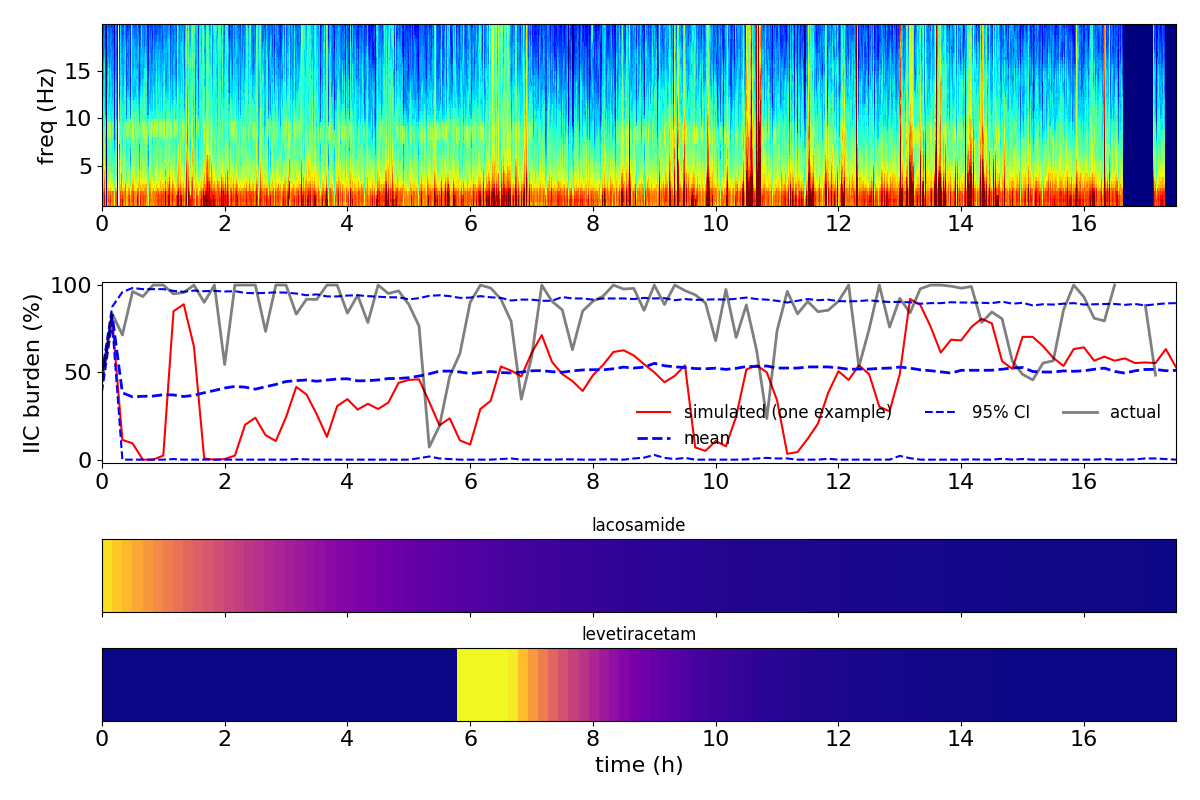 freq (Hz)
15
10
5
0 2 4 6 8 10 12 14 16
IIC burden (%)
100
50
0
simulated (one example) 95% CI actual
mean
0 2 4 6 8 10 12 14 16
lacosamide
levetiracetam
0 2 4 6 8 10 12 14 16
time (h)